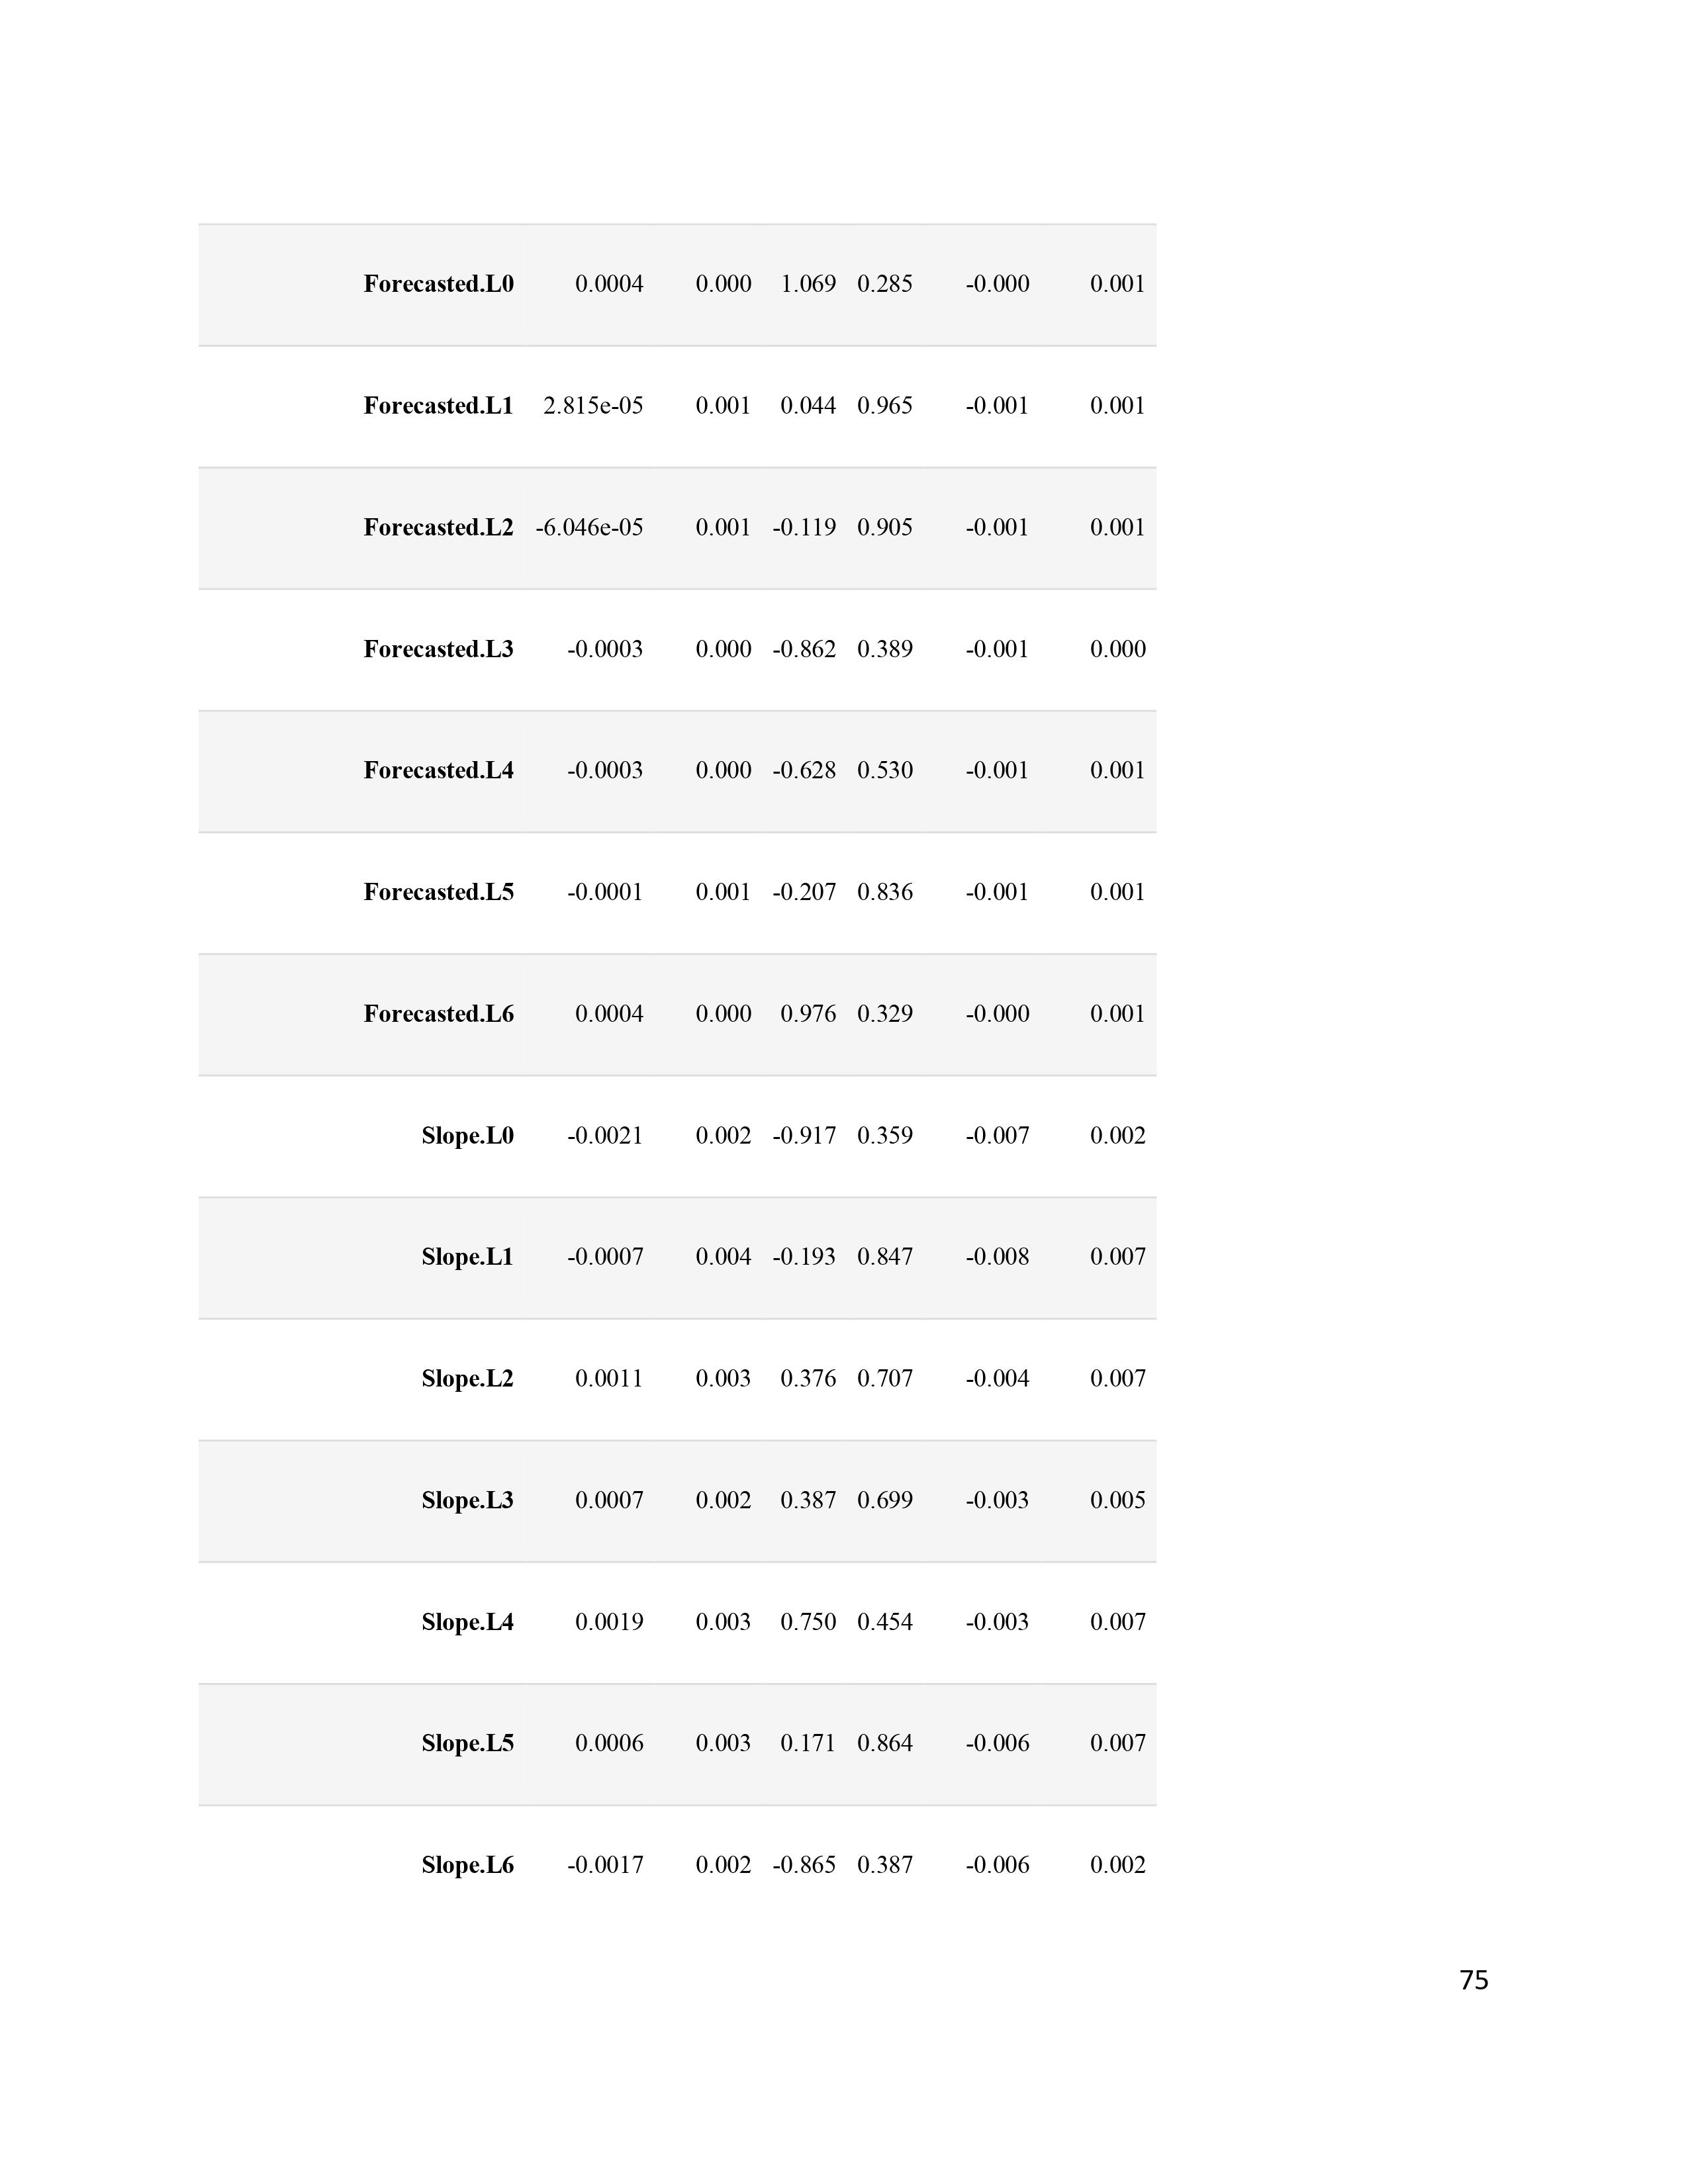 Forecasted.L0 0.0004 0.000 1.069 0.285 -0.000 0.001
Forecasted.L1 2.815e-05 0.001 0.044 0.965 -0.001 0.001
Forecasted.L2 -6.046e-05 0.001 -0.119 0.905 -0.001 0.001
Forecasted.L3 -0.0003 0.000 -0.862 0.389 -0.001 0.000
Forecasted.L4 -0.0003 0.000 -0.628 0.530 -0.001 0.001
Forecasted.L5 -0.0001 0.001 -0.207 0.836 -0.001 0.001
Forecasted.L6 0.0004 0.000 0.976 0.329 -0.000 0.001
Slope.L0 -0.0021 0.002 -0.917 0.359 -0.007 0.002
Slope.L1 -0.0007 0.004 -0.193 0.847 -0.008 0.007
Slope.L2 0.0011 0.003 0.376 0.707 -0.004 0.007
Slope.L3 0.0007 0.002 0.387 0.699 -0.003 0.005
Slope.L4 0.0019 0.003 0.750 0.454 -0.003 0.007
Slope.L5 0.0006 0.003 0.171 0.864 -0.006 0.007
Slope.L6 -0.0017 0.002 -0.865 0.387 -0.006 0.002
75